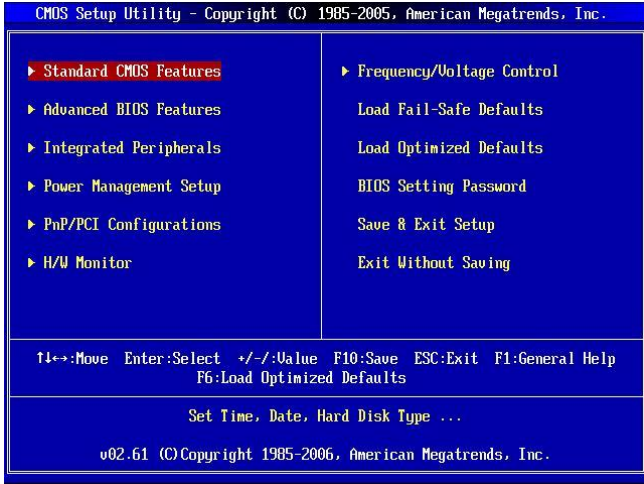 CMOS Setup Utility - Copyright (C) 1985-2005, American Megatrends, Inc.
Standard CMOS Features
Advanced BIOS Features
Integrated Peripherals
Power Management Setup
PnP/PCI Configurations
H/W Monitor
Frequency/Voltage Control
Load Fail-Safe Defaults
Load Optimized Defaults
BIOS Setting Password
Save & Exit Setup
Exit Without Saving
↑↓↔:Move Enter:Select +/-/:Value F10:Save ESC:Exit F1:General Help
F6:Load Optimized Defaults
Set Time, Date, Hard Disk Type ...
v02.61 (C)Copyright 1985-2006, American Megatrends, Inc.